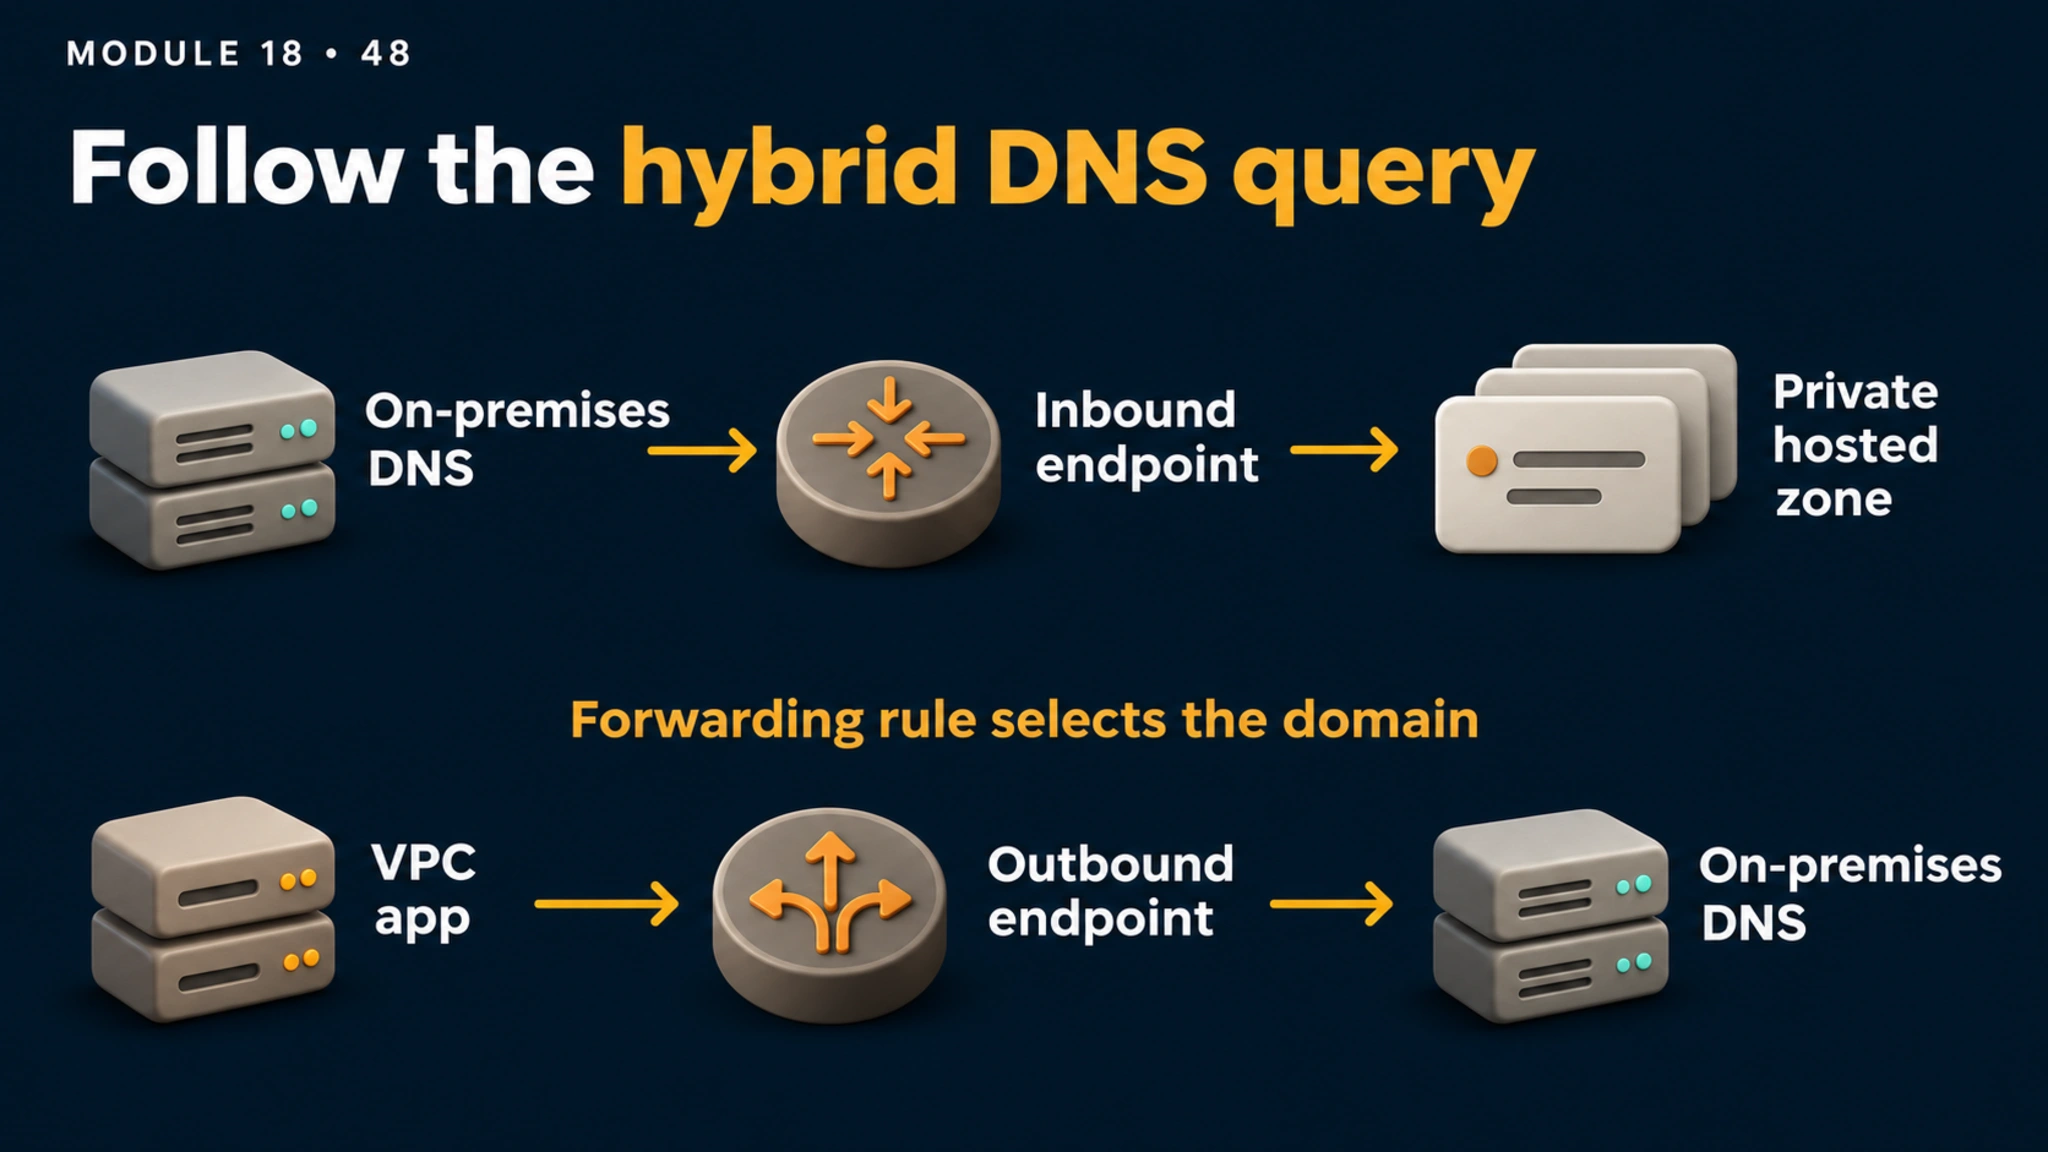 MODULE 18 • 48
Follow the hybrid DNS query
On-premises
DNS
Inbound
endpoint
Private
hosted
zone
Forwarding rule selects the domain
VPC
app
Outbound
endpoint
On-premises
DNS